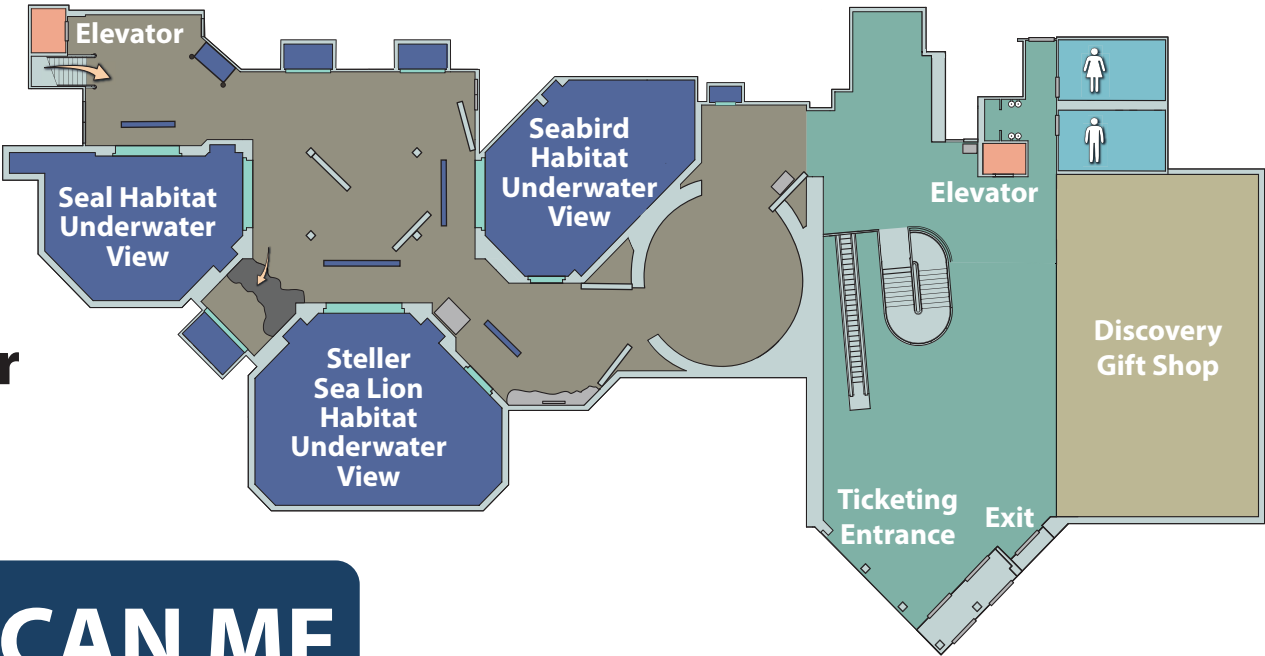 Elevator
Seabird
Habitat
Underwater
View
Seal Habitat
Underwater
View
Elevator
Steller
Sea Lion
Habitat
Underwater
View
Discovery
Gift Shop
Ticketing
Entrance
Exit
r
CAN ME